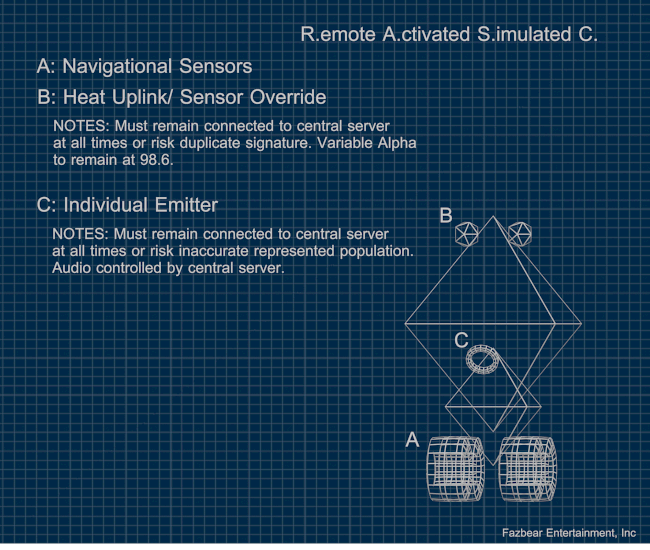 R.emote A.ctivated S.imulated C.
A: Navigational Sensors
B: Heat Uplink/ Sensor Override
NOTES: Must remain connected to central server
at all times or risk duplicate signature. Variable Alpha
to remain at 98.6.
C: Individual Emitter
NOTES: Must remain connected to central server
at all times or risk inaccurate represented population.
Audio controlled by central server.
B
C
A
Fazbear Entertainment, Inc